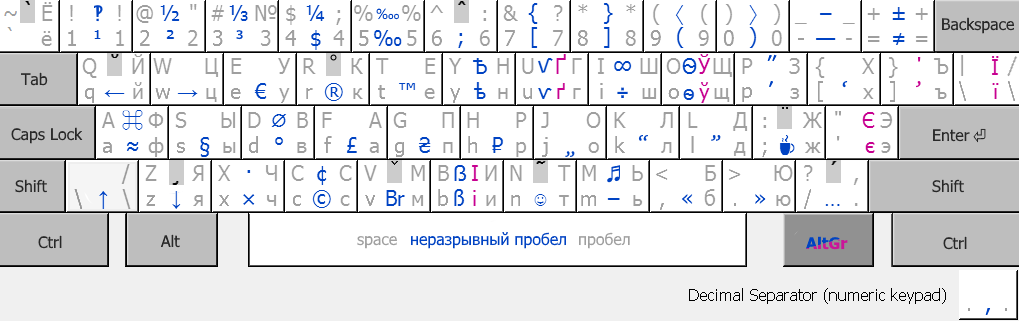 ~ ` Ё ! ‽ ! @ ½ " # ⅓ № $ ¼ ; % ‱ % ^ ˆ : & { ? * } * ( 〈 ( ) 〉 ) _ – _ + ± + Backspace
` ё 1 ¹ 1 2 ² 2 3 ³ 3 4 $ 4 5 ‰ 5 6 ; 6 7 [ 7 8 ] 8 9 ( 9 0 ) 0 - — - = ≠ =
Tab Q ˘ Й W Ц E У R ° К T Е Y Ѣ Н U Ѵ Ґ Г I ∞ Ш O Ѳ Ў Щ P ″ З { Х } ' Ъ | Ї /
q ← й w → ц e € у r ® к t ™ е y ѣ н u ѵ ґ г i ÷ ш o ѳ ў щ p ′ з [ ‘ х ] ’ ъ \ ї \
Caps Lock A ⌘ Ф S Ы D ∅ В F А G П H Р J О K Л L Д : ¨ Ж " Є Э Enter ⏎
a ≈ ф s § ы d ° в f £ а g ₴ п h ₽ р j „ о k “ л l ” д ; ☕ ж ' є э
Shift | / Z ¸ Я X · Ч C ¢ С V ˇ М B ẞ І И N ˜ Т M ♫ Ь < Б > Ю ? ´ , Shift
\ ↑ \ z ↓ я x × ч c © с v Br м b ß і и n ☺ т m − ь , « б . » ю / … .
Ctrl Alt space неразрывный пробел пробел AltGr Ctrl
Decimal Separator (numeric keypad) . , .